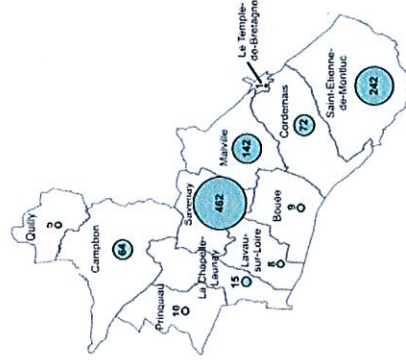 Quilly
Campbon
64
Prinquiau
10
La Chapelle-
Launay
15
Savenay
462
Lavau-
sur-Loire
8
Bouée
9
Malville
142
Le Temple-
de-Bretagne
Cordemais
72
Saint-Etienne-
de-Montluc
242